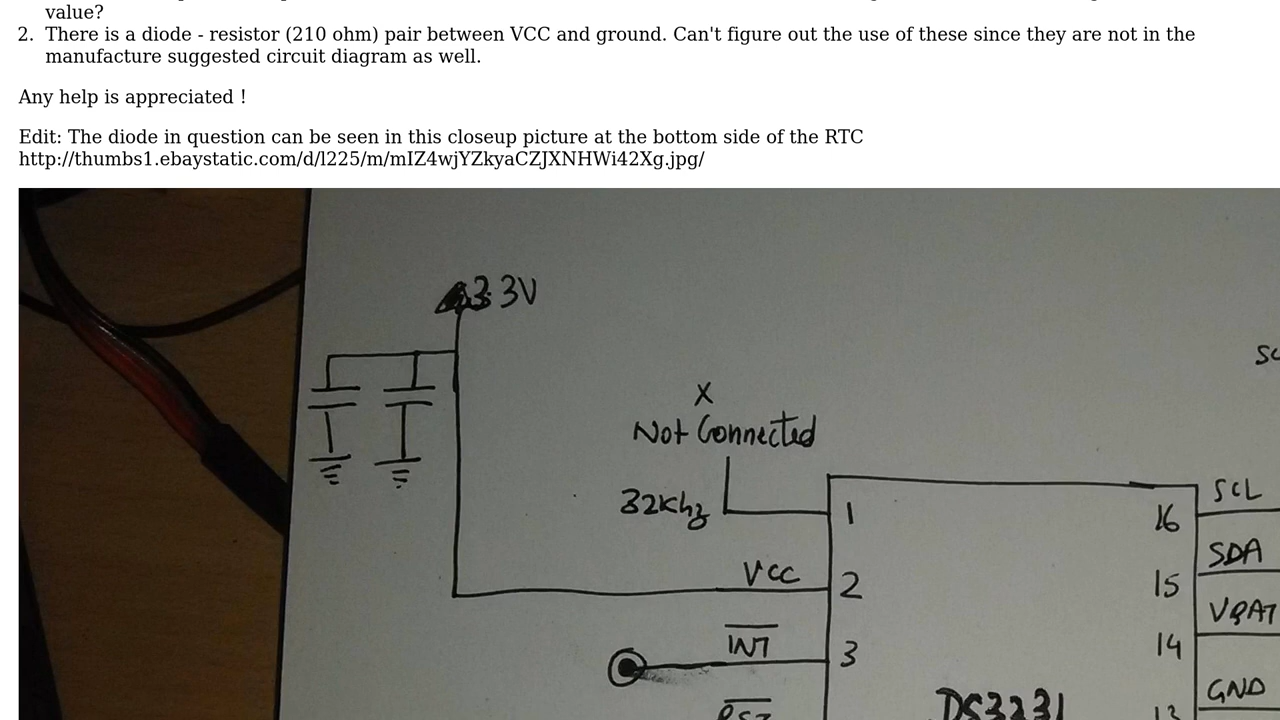 value?
2. There is a diode - resistor (210 ohm) pair between VCC and ground. Can't figure out the use of these since they are not in the
manufacture suggested circuit diagram as well.
Any help is appreciated !
Edit: The diode in question can be seen in this closeup picture at the bottom side of the RTC
http://thumbs1.ebaystatic.com/d/l225/m/mIZ4wjYZkyaCZJXNHWi42Xg.jpg/
3.3V
X
Not Connected
32Khz
1
16
SCL
VCC
2
15
SDA
INT
3
14
VBAT
DS3231
13
GND